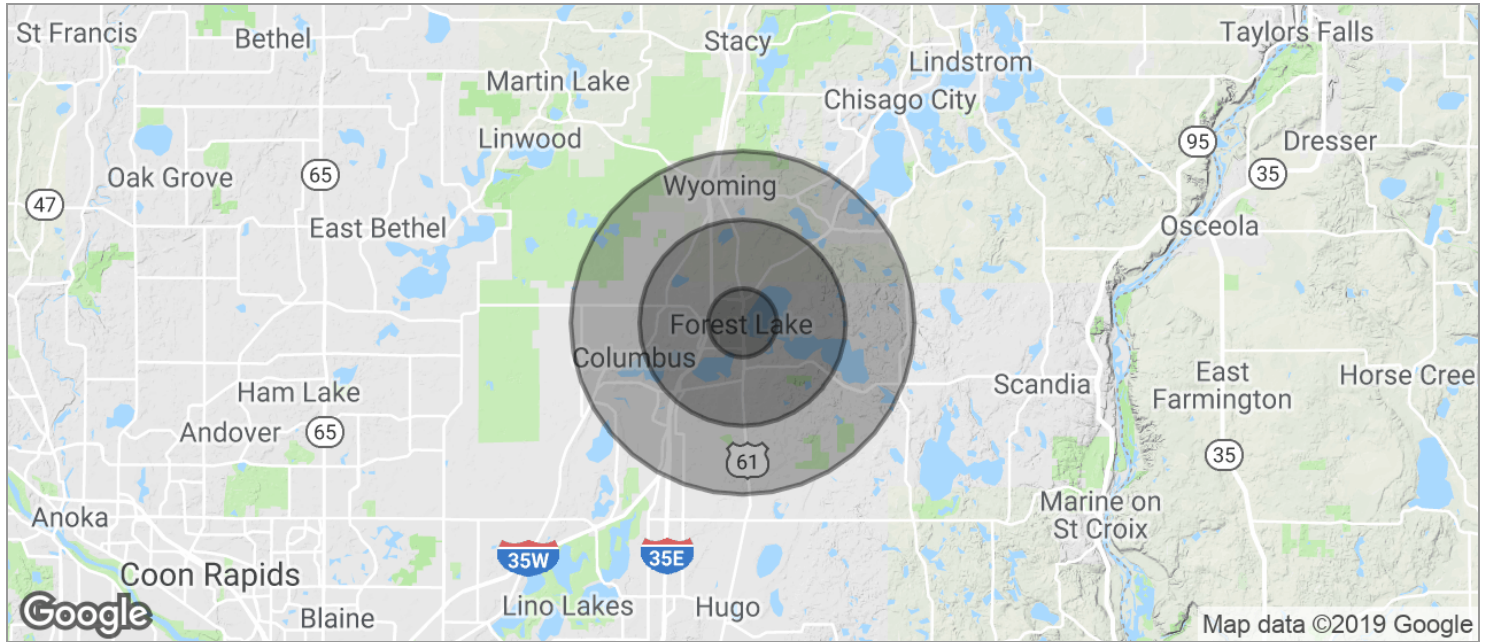 St Francis
Bethel
Stacy
Taylors Falls
Martin Lake
Lindstrom
Chisago City
Linwood
95
Dresser
Oak Grove
65
35
Wyoming
47
East Bethel
Osceola
Forest Lake
Columbus
Ham Lake
Scandia
East
Farmington
Horse Cree
Andover
65
61
35
Marine on
St Croix
Anoka
35W
35E
Coon Rapids
Lino Lakes
Hugo
Blaine
Google
Map data ©2019 Google